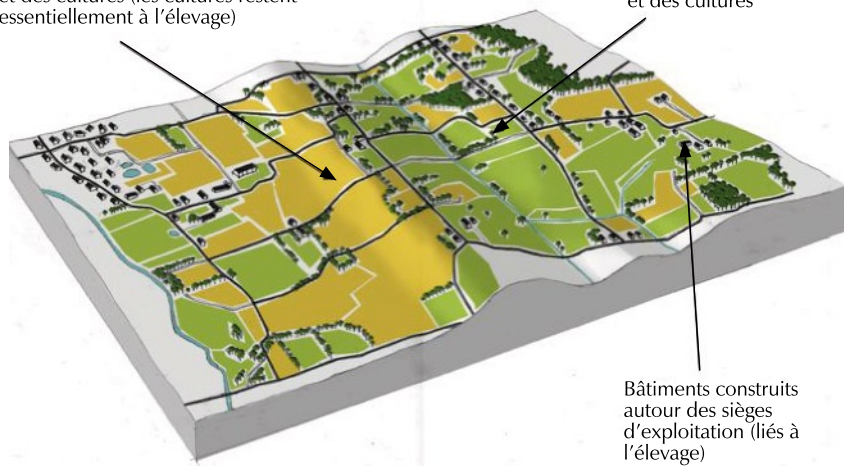 et des cultures (les cultures restent
essentiellement à l'élevage)
et des cultures
Bâtiments construits
autour des sièges
d'exploitation (liés à
l'élevage)